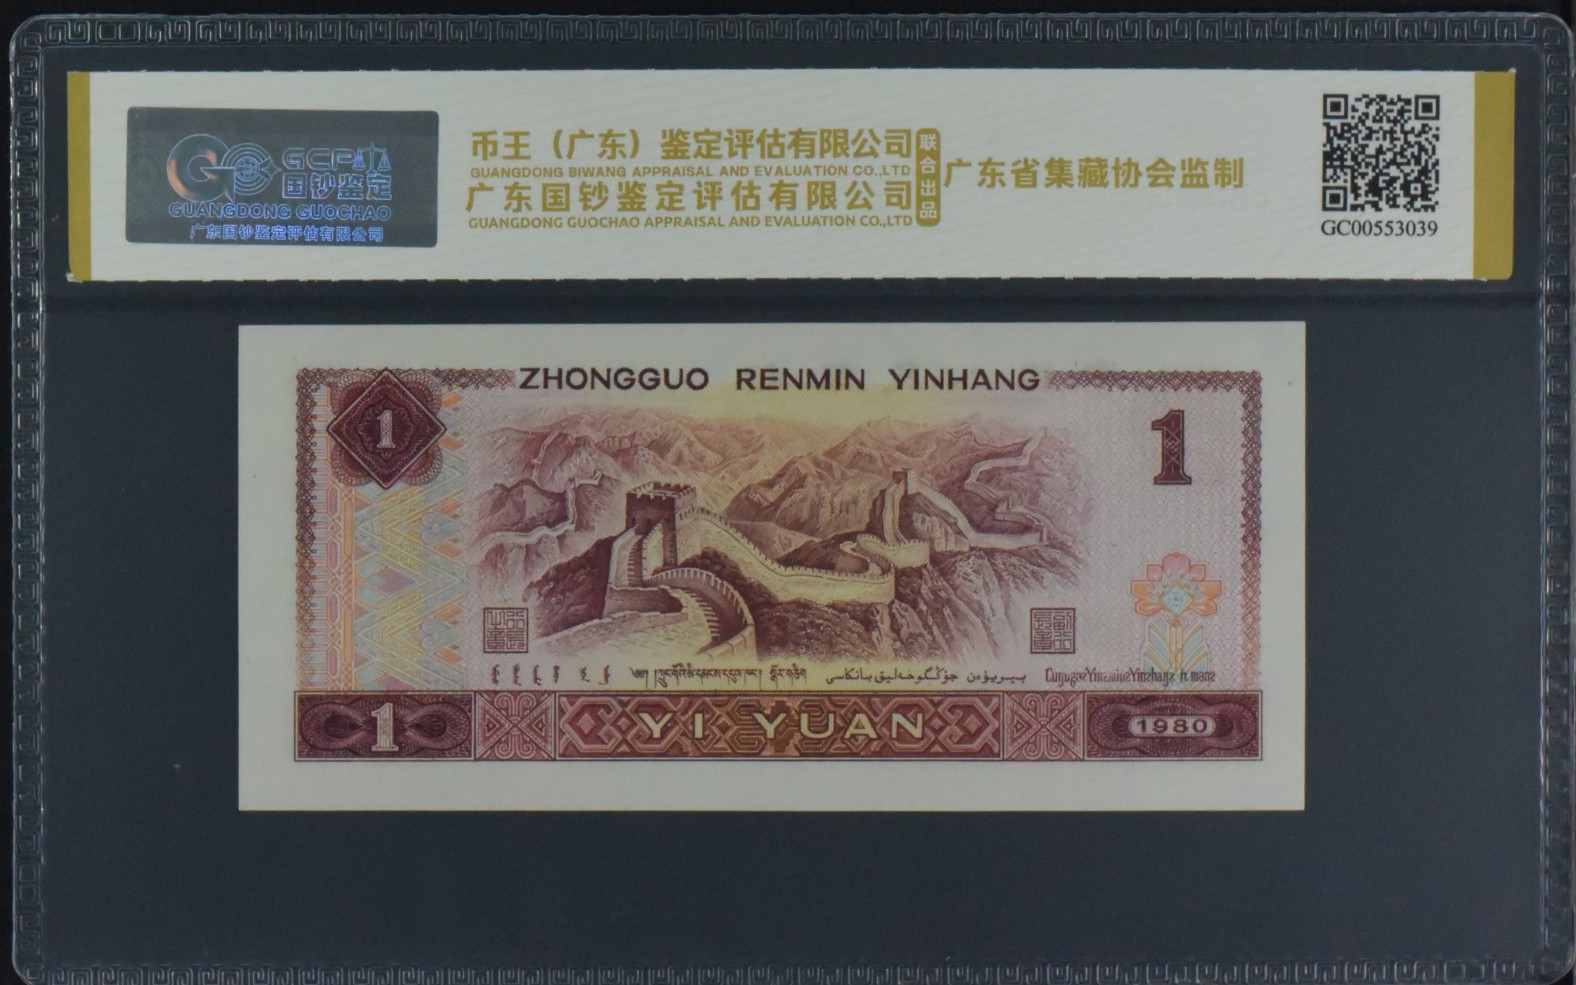 GCP
国钞鉴定
GUANGDONG GUOCHAO
广东国钞鉴定评估有限公司
币王（广东）鉴定评估有限公司
GUANGDONG BIWANG APPRAISAL AND EVALUATION CO.,LTD
广东国钞鉴定评估有限公司
GUANGDONG GUOCHAO APPRAISAL AND EVALUATION CO.,LTD
联合出品
广东省集藏协会监制
GC00553039
ZHONGGUO RENMIN YINHANG
1
1
1
YI YUAN
1980